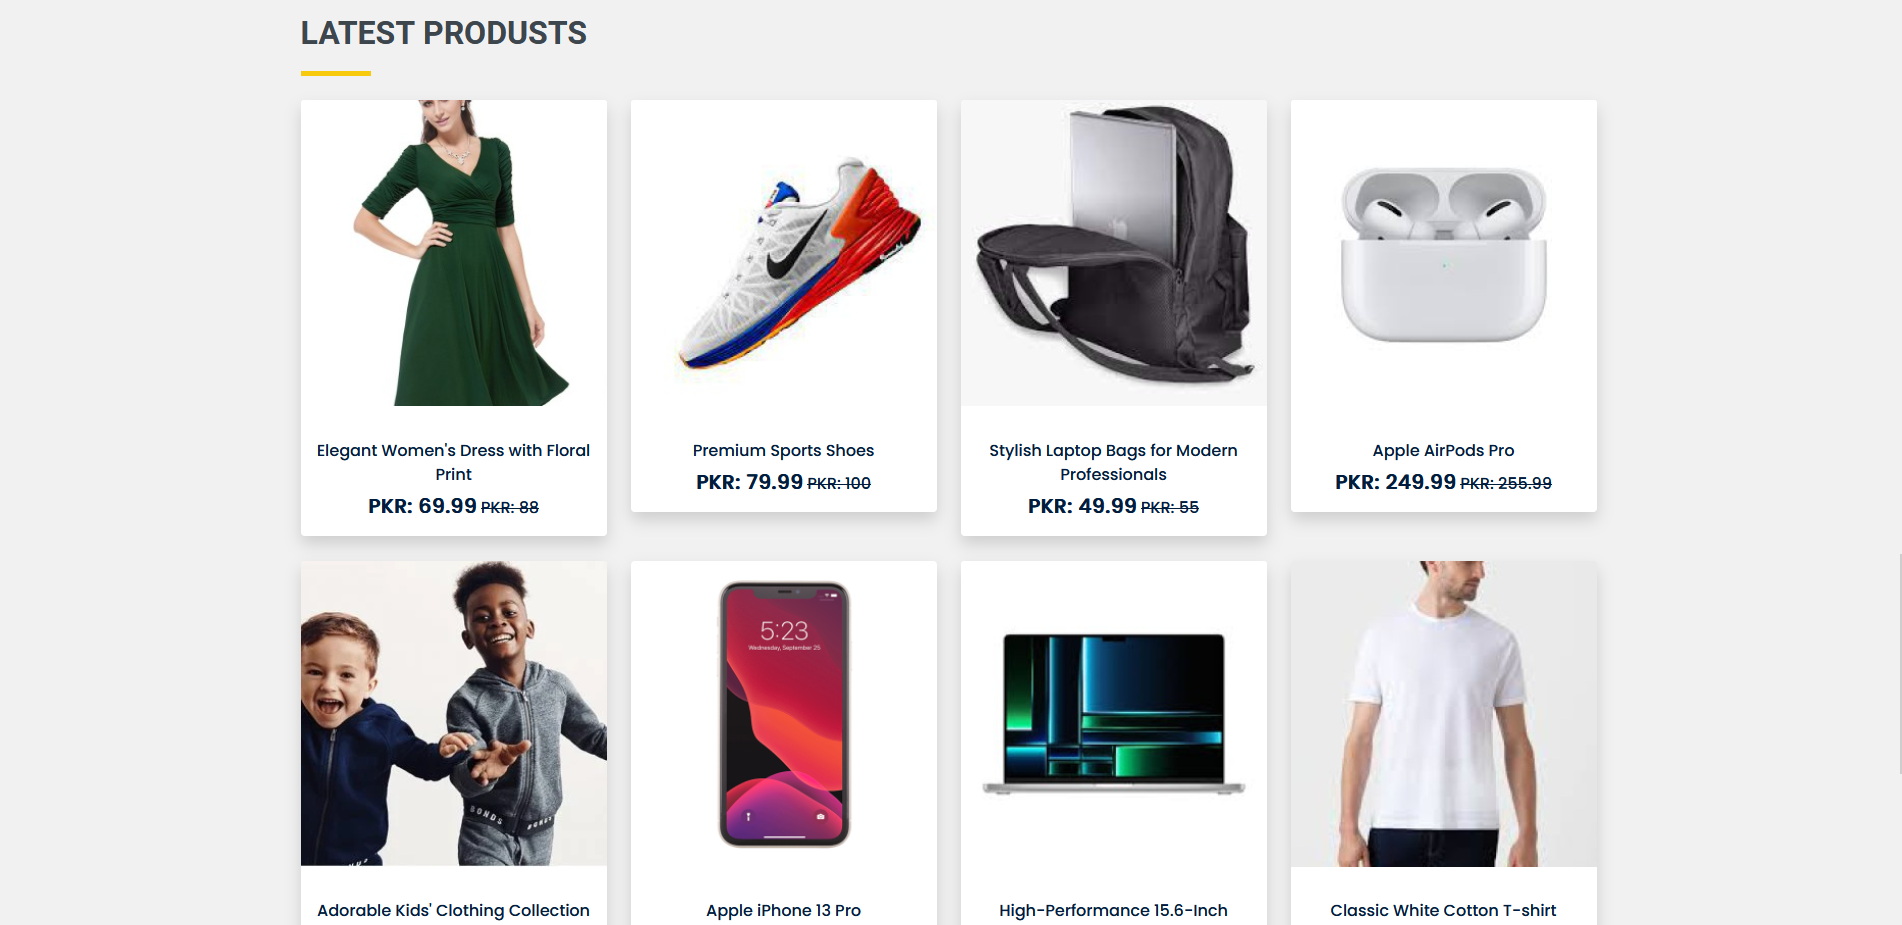 LATEST PRODUSTS
Elegant Women's Dress with Floral
Print
PKR: 69.99 PKR: 88
Premium Sports Shoes
PKR: 79.99 PKR: 100
Stylish Laptop Bags for Modern
Professionals
PKR: 49.99 PKR: 55
Apple AirPods Pro
PKR: 249.99 PKR: 255.99
BONDS
5:23
Wednesday, September 25
Adorable Kids' Clothing Collection
Apple iPhone 13 Pro
High-Performance 15.6-Inch
Classic White Cotton T-shirt